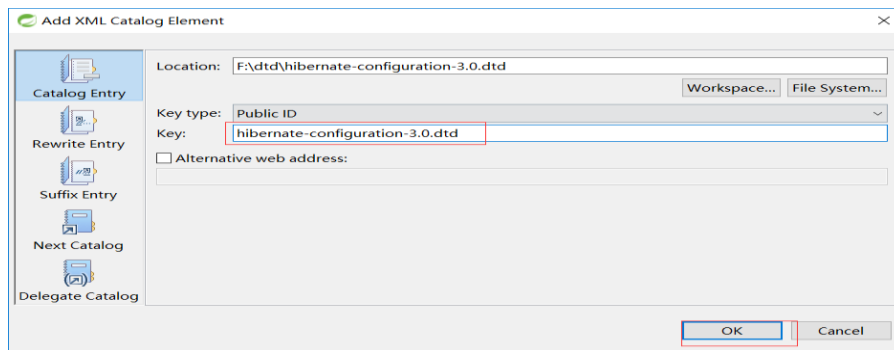 Add XML Catalog Element
Catalog Entry
Rewrite Entry
Suffix Entry
Next Catalog
Delegate Catalog
Location: F:\dtd\hibernate-configuration-3.0.dtd
Workspace... File System...
Key type: Public ID
Key: hibernate-configuration-3.0.dtd
Alternative web address:
OK Cancel